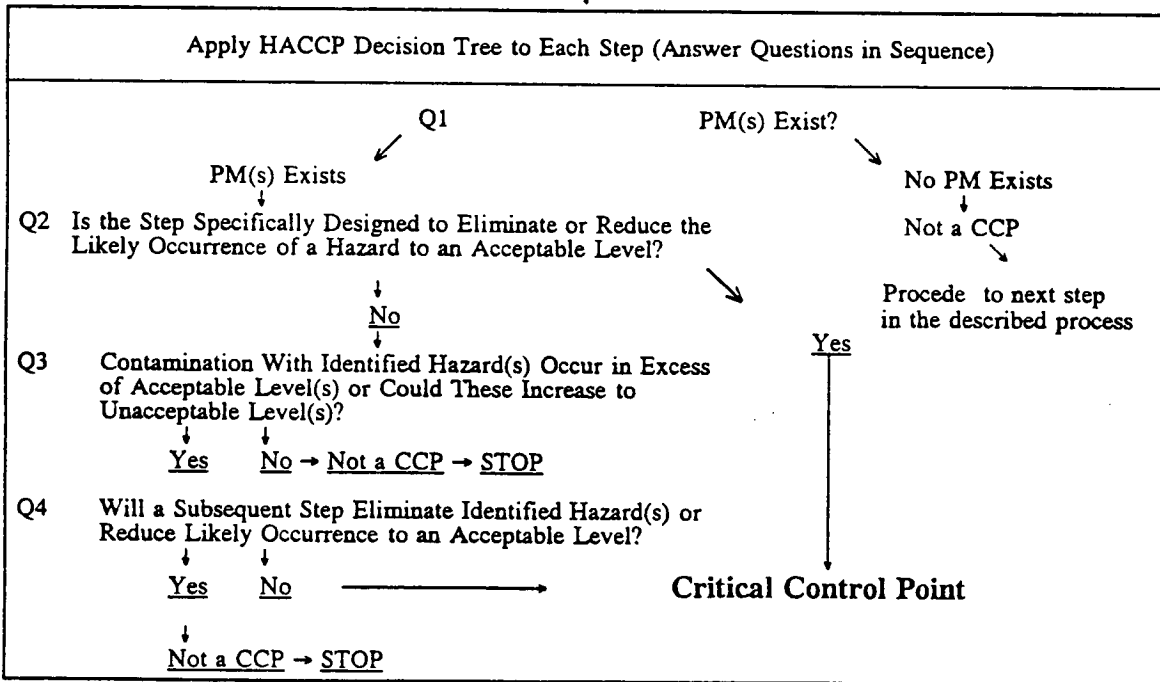 Apply HACCP Decision Tree to Each Step (Answer Questions in Sequence)
Q1 PM(s) Exist?
PM(s) Exists
No PM Exists
Not a CCP
Procede to next step
in the described process
Q2 Is the Step Specifically Designed to Eliminate or Reduce the
Likely Occurrence of a Hazard to an Acceptable Level?
No
Yes
Q3 Contamination With Identified Hazard(s) Occur in Excess
of Acceptable Level(s) or Could These Increase to
Unacceptable Level(s)?
Yes No → Not a CCP → STOP
Q4 Will a Subsequent Step Eliminate Identified Hazard(s) or
Reduce Likely Occurrence to an Acceptable Level?
Yes No Critical Control Point
Not a CCP → STOP